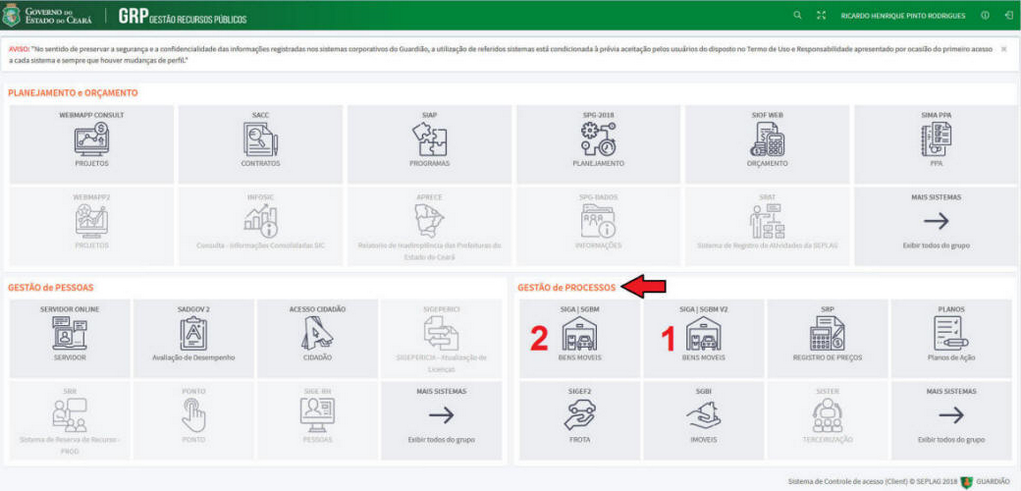 GOVERNO DO
ESTADO DO CEARÁ
GRP GESTÃO RECURSOS PÚBLICOS
RICARDO HENRIQUE PINTO RODRIGUES
AVISO: "No sentido de preservar a segurança e a confidencialidade das informações registradas nos sistemas corporativos do Guardião, a utilização de referidos sistemas está condicionada à prévia aceitação pelos usuários do disposto no Termo de Uso e Responsabilidade apresentado por ocasião do primeiro acesso
a cada sistema e sempre que houver mudanças de perfil."
PLANEJAMENTO e ORÇAMENTO
WEBMAPP CONSULT
PROJETOS
SACC
CONTRATOS
SIAP
PROGRAMAS
SPG-2018
PLANEJAMENTO
SIOF WEB
ORÇAMENTO
SIMA PPA
PPA
WEBMAPP2
PROJETOS
INFOSIC
Consulta - Informações Consolidadas SIC
APRECE
Relatorio de Inadimplência das Prefeituras do
Estado do Ceará
SPG-DADOS
INFORMAÇÕES
SRAT
Sistema de Registro de Atividades da SEPLAG
MAIS SISTEMAS
Exibir todos do grupo
GESTÃO de PESSOAS
SERVIDOR ONLINE
SERVIDOR
SADGOV 2
Avaliação de Desempenho
ACESSO CIDADÃO
CIDADÃO
SIGEPERICI
SIGEPERICIA - Atualização de
Licenças
SRR
Sistema de Reserva de Recurso -
PROD
PONTO
PONTO
SIGE RH
PESSOAS
MAIS SISTEMAS
Exibir todos do grupo
GESTÃO de PROCESSOS
SIGA | SGBM
2
BENS MOVEIS
SIGA | SGBM V2
1
BENS MOVEIS
SRP
REGISTRO DE PREÇOS
PLANOS
Planos de Ação
SIGEF2
FROTA
SGBI
IMOVEIS
SISTER
TERCEIRIZAÇÃO
MAIS SISTEMAS
Exibir todos do grupo
Sistema de Controle de acesso (Client) © SEPLAG 2018 GUARDIÃO